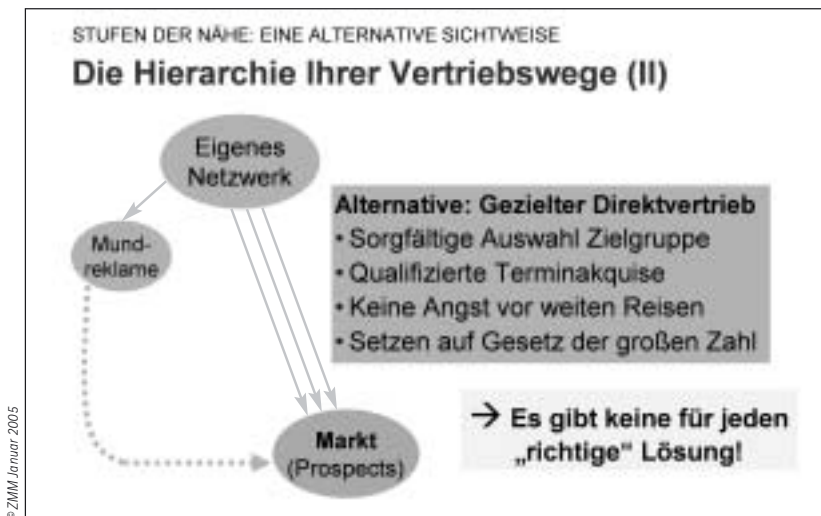 STUFEN DER NÄHE: EINE ALTERNATIVE SICHTWEISE
Die Hierarchie Ihrer Vertriebswege (II)
Eigenes
Netzwerk
Mund-
reklame
Alternative: Gezielter Direktvertrieb
• Sorgfältige Auswahl Zielgruppe
• Qualifizierte Terminakquise
• Keine Angst vor weiten Reisen
• Setzen auf Gesetz der großen Zahl
Markt
(Prospects)
→ Es gibt keine für jeden
„richtige“ Lösung!
© ZMM Januar 2005